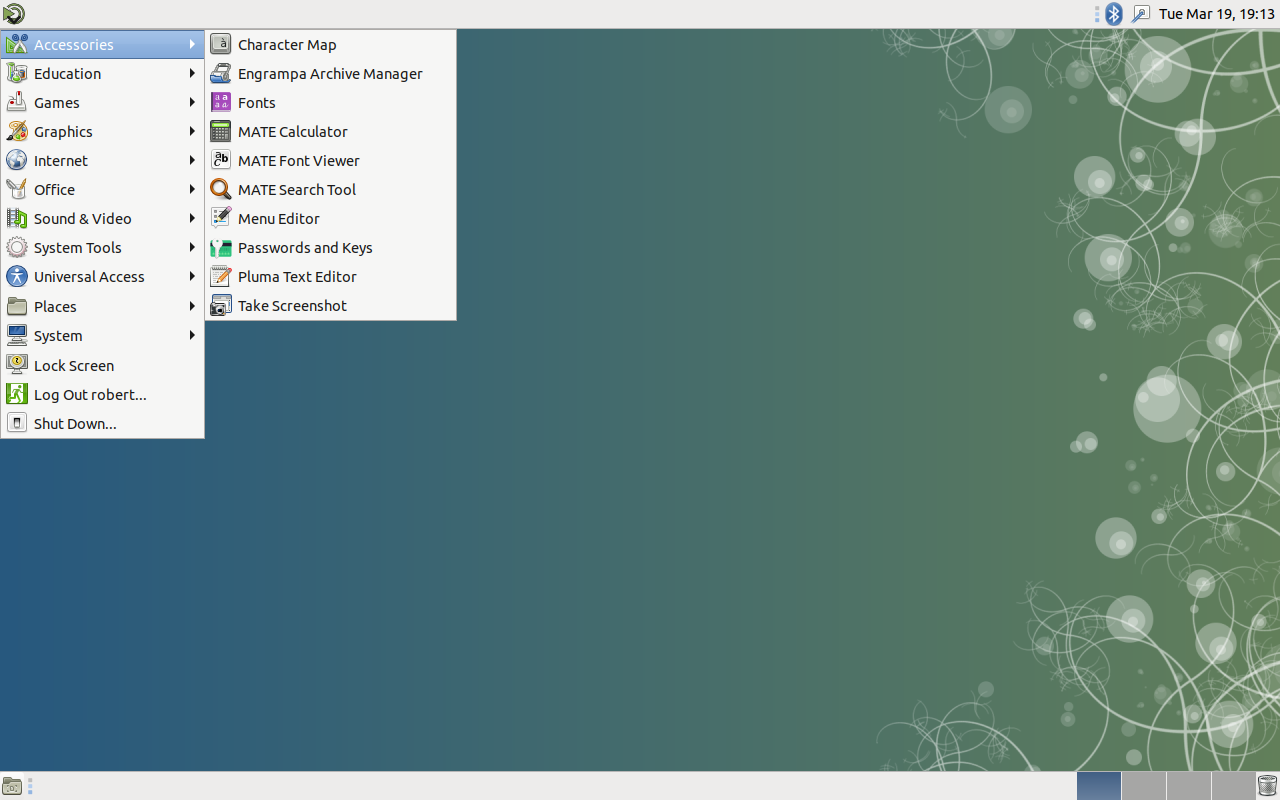 Tue Mar 19, 19:13
Accessories
Education
Games
Graphics
Internet
Office
Sound & Video
System Tools
Universal Access
Places
System
Lock Screen
Log Out robert...
Shut Down...
Character Map
Engrampa Archive Manager
Fonts
MATE Calculator
MATE Font Viewer
MATE Search Tool
Menu Editor
Passwords and Keys
Pluma Text Editor
Take Screenshot